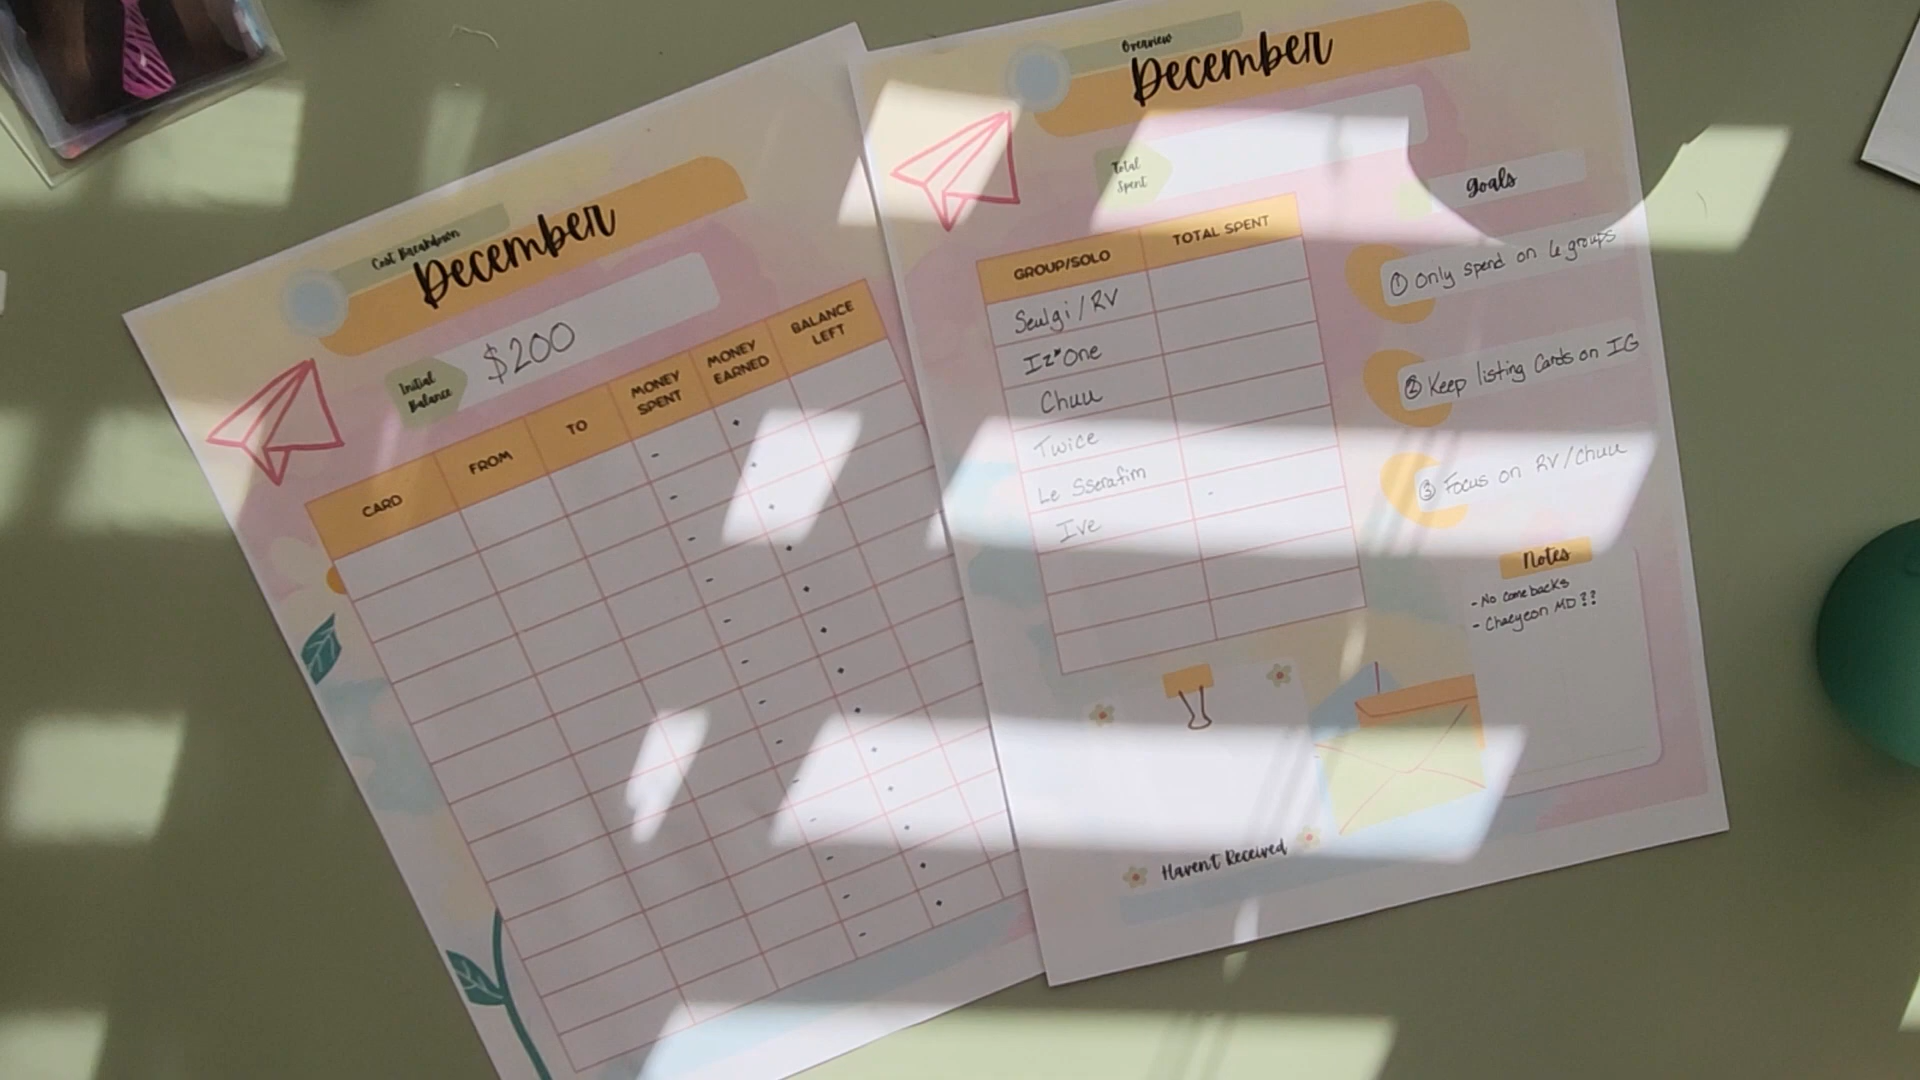 Cost Breakdown
December
Initial
Balance
$200
CARD
FROM
TO
MONEY
SPENT
MONEY
EARNED
BALANCE
LEFT
Overview
December
Total
Spent
GROUP/SOLO
TOTAL SPENT
Seulgi/RV
Iz*One
Chuu
Twice
Le Sserafim
Ive
Goals
① Only spend on 6 groups
② Keep listing Cards on IG
③ Focus on RV/Chuu
Notes
- No comebacks
- Chaeyeon MD??
Haven't Received